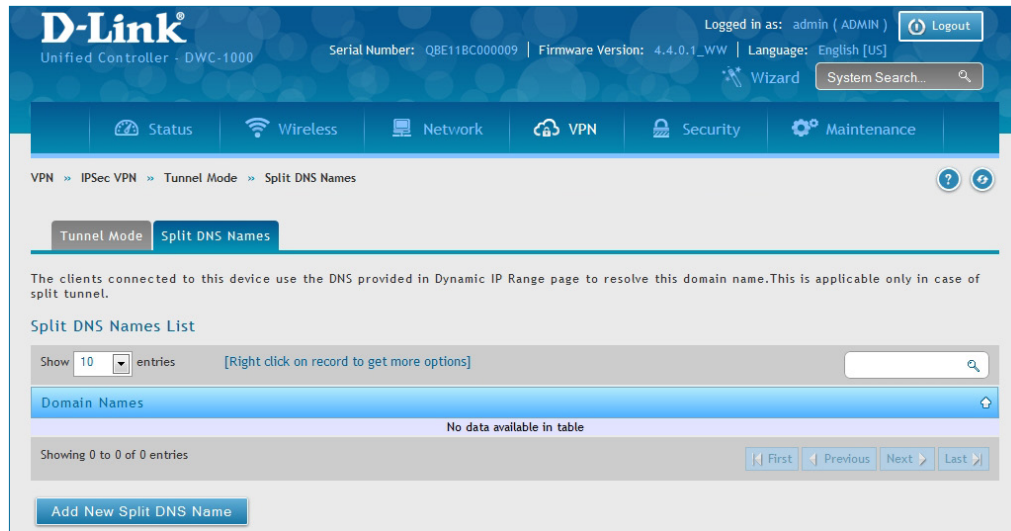 D-Link®
Unified Controller - DWC-1000
Logged in as: admin ( ADMIN )
Logout
Serial Number: QBE11BC000009 | Firmware Version: 4.4.0.1_WW | Language: English [US]
Wizard
System Search...
Status
Wireless
Network
VPN
Security
Maintenance
VPN » IPSec VPN » Tunnel Mode » Split DNS Names
?
Tunnel Mode
Split DNS Names
The clients connected to this device use the DNS provided in Dynamic IP Range page to resolve this domain name.This is applicable only in case of
split tunnel.
Split DNS Names List
Show 10 entries
[Right click on record to get more options]
Domain Names
No data available in table
Showing 0 to 0 of 0 entries
First
Previous
Next
Last
Add New Split DNS Name